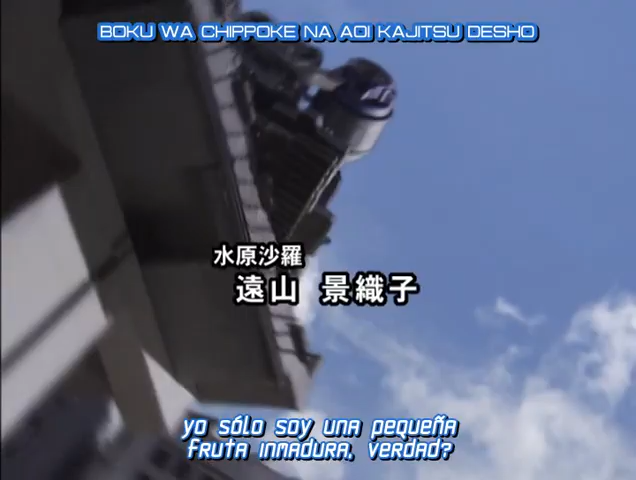 BOKU WA CHIPPOKE NA AOI KAJITSU DESHO
水原沙羅
遠山 景織子
yo sólo soy una pequeña
fruta inmadura, verdad?